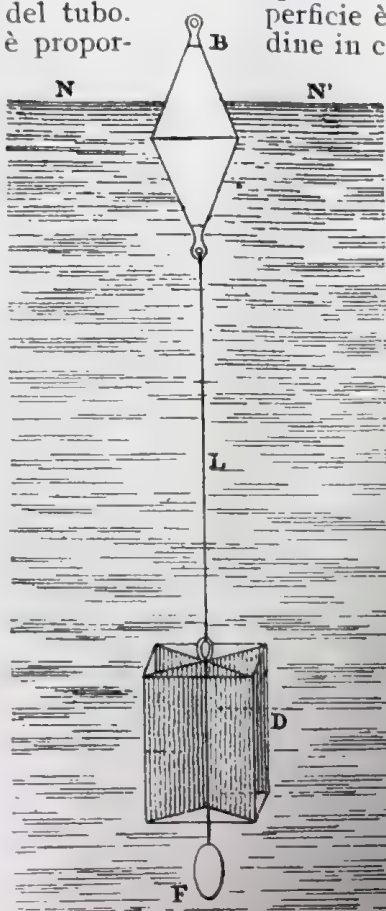 del tubo.
è propor-
perficie è
dine in c
B
N
N'
L
D
F